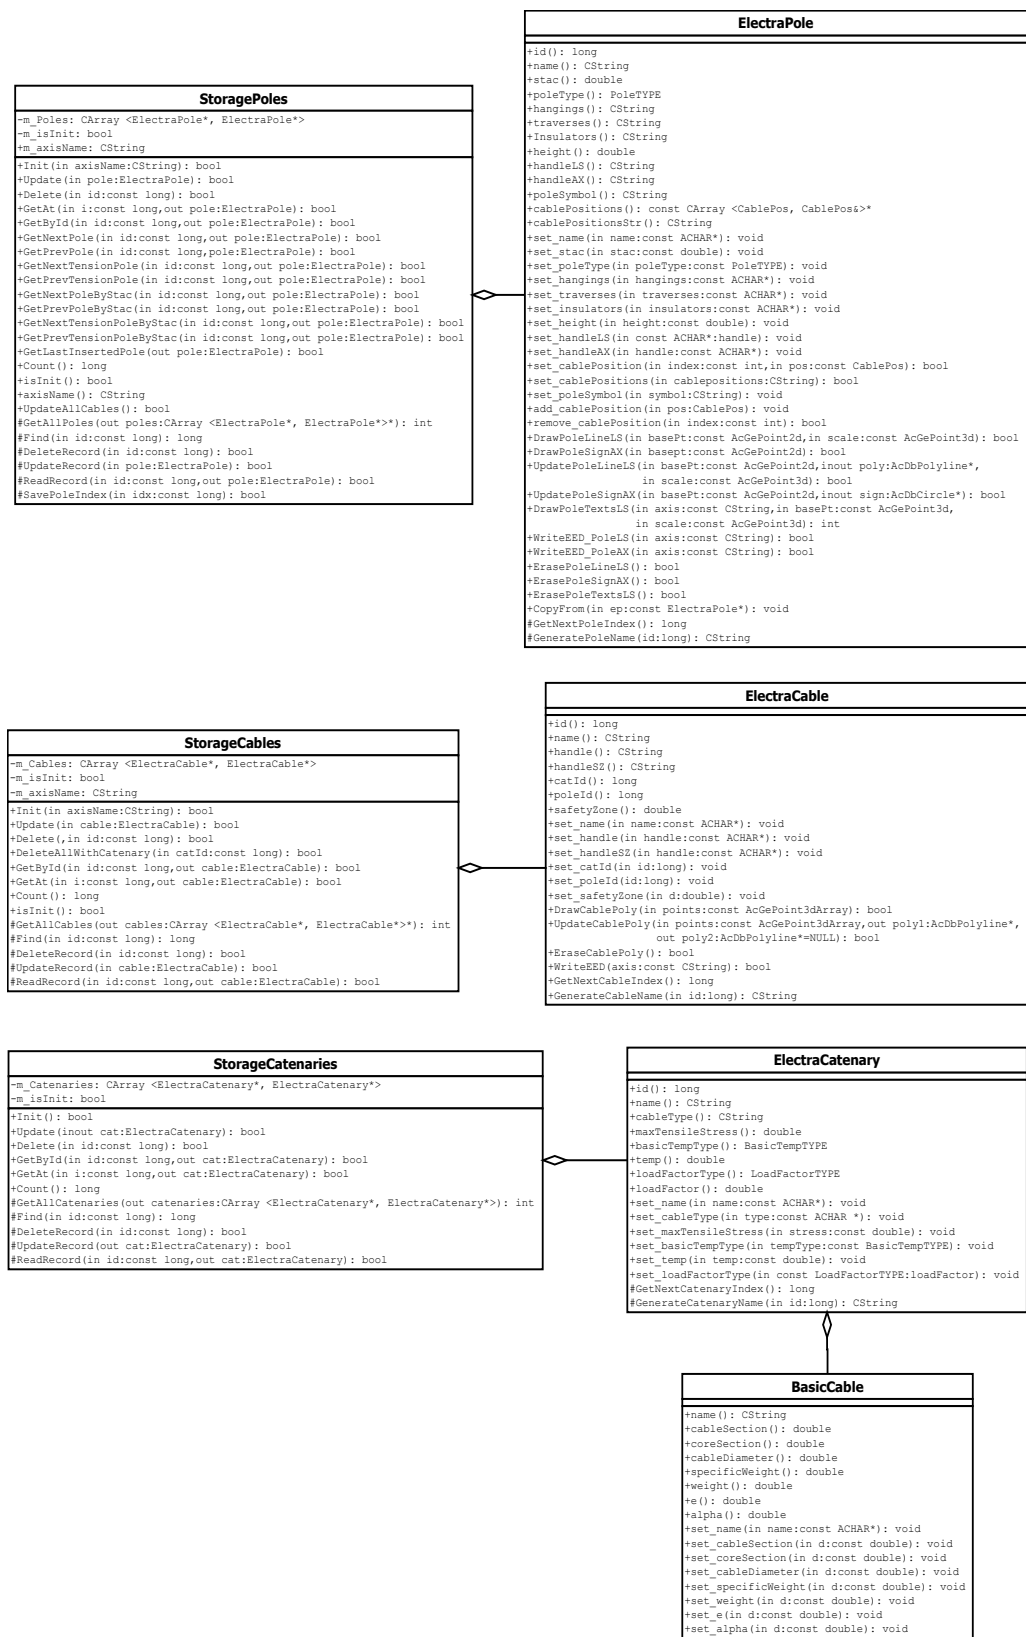 StoragePoles
-m_Poles: CArray <ElectraPole*, ElectraPole*>
-m_isInit: bool
+m_axisName: CString
+Init(in axisName:CString): bool
+Update(in pole:ElectraPole): bool
+Delete(in id:const long): bool
+GetAt(in i:const long,out pole:ElectraPole): bool
+GetById(in id:const long,out pole:ElectraPole): bool
+GetNextPole(in id:const long,out pole:ElectraPole): bool
+GetPrevPole(in id:const long,pole:ElectraPole): bool
+GetNextTensionPole(in id:const long,out pole:ElectraPole): bool
+GetPrevTensionPole(in id:const long,out pole:ElectraPole): bool
+GetNextPoleByStac(in id:const long,out pole:ElectraPole): bool
+GetPrevPoleByStac(in id:const long,out pole:ElectraPole): bool
+GetNextTensionPoleByStac(in id:const long,out pole:ElectraPole): bool
+GetPrevTensionPoleByStac(in id:const long,out pole:ElectraPole): bool
+GetLastInsertedPole(out pole:ElectraPole): bool
+Count(): long
+isInit(): bool
+axisName(): CString
+UpdateAllCables(): bool
#GetAllPoles(out poles:CArray <ElectraPole*, ElectraPole*>*): int
#Find(in id:const long): long
#DeleteRecord(in id:const long): bool
#UpdateRecord(in pole:ElectraPole): bool
#ReadRecord(in id:const long,out pole:ElectraPole): bool
#SavePoleIndex(in idx:const long): bool
ElectraPole
+id(): long
+name(): CString
+stac(): double
+poleType(): PoleTYPE
+hangings(): CString
+traverses(): CString
+Insulators(): CString
+height(): double
+handleLS(): CString
+handleAX(): CString
+poleSymbol(): CString
+cablePositions(): const CArray <CablePos, CablePos&>*
+cablePositionsStr(): CString
+set_name(in name:const ACHAR*): void
+set_stac(in stac:const double): void
+set_poleType(in poleType:const PoleTYPE): void
+set_hangings(in hangings:const ACHAR*): void
+set_traverses(in traverses:const ACHAR*): void
+set_insulators(in insulators:const ACHAR*): void
+set_height(in height:const double): void
+set_handleLS(in const ACHAR*:handle): void
+set_handleAX(in handle:const ACHAR*): void
+set_cablePosition(in index:const int,in pos:const CablePos): bool
+set_cablePositions(in cablepositions:CString): bool
+set_poleSymbol(in symbol:CString): void
+add_cablePosition(in pos:CablePos): void
+remove_cablePosition(in index:const int): bool
+DrawPoleLineLS(in basePt:const AcGePoint2d,in scale:const AcGePoint3d): bool
+DrawPoleSignAX(in basept:const AcGePoint2d): bool
+UpdatePoleLineLS(in basePt:const AcGePoint2d,inout poly:AcDbPolyline*,
in scale:const AcGePoint3d): bool
+UpdatePoleSignAX(in basePt:const AcGePoint2d,inout sign:AcDbCircle*): bool
+DrawPoleTextsLS(in axis:const CString,in basePt:const AcGePoint3d,
in scale:const AcGePoint3d): int
+WriteEED_PoleLS(in axis:const CString): bool
+WriteEED_PoleAX(in axis:const CString): bool
+ErasePoleLineLS(): bool
+ErasePoleSignAX(): bool
+ErasePoleTextsLS(): bool
+CopyFrom(in ep:const ElectraPole*): void
#GetNextPoleIndex(): long
#GeneratePoleName(id:long): CString
StorageCables
-m_Cables: CArray <ElectraCable*, ElectraCable*>
-m_isInit: bool
-m_axisName: CString
+Init(in axisName:CString): bool
+Update(in cable:ElectraCable): bool
+Delete(,in id:const long): bool
+DeleteAllWithCatenary(in catId:const long): bool
+GetById(in id:const long,out cable:ElectraCable): bool
+GetAt(in i:const long,out cable:ElectraCable): bool
+Count(): long
+isInit(): bool
#GetAllCables(out cables:CArray <ElectraCable*, ElectraCable*>*): int
#Find(in id:const long): long
#DeleteRecord(in id:const long): bool
#UpdateRecord(in cable:ElectraCable): bool
#ReadRecord(in id:const long,out cable:ElectraCable): bool
ElectraCable
+id(): long
+name(): CString
+handle(): CString
+handleSZ(): CString
+catId(): long
+poleId(): long
+safetyZone(): double
+set_name(in name:const ACHAR*): void
+set_handle(in handle:const ACHAR*): void
+set_handleSZ(in handle:const ACHAR*): void
+set_catId(in id:long): void
+set_poleId(id:long): void
+set_safetyZone(in d:double): void
+DrawCablePoly(in points:const AcGePoint3dArray): bool
+UpdateCablePoly(in points:const AcGePoint3dArray,out poly1:AcDbPolyline*,
out poly2:AcDbPolyline*=NULL): bool
+EraseCablePoly(): bool
+WriteEED(axis:const CString): bool
+GetNextCableIndex(): long
+GenerateCableName(in id:long): CString
StorageCatenaries
-m_Catenaries: CArray <ElectraCatenary*, ElectraCatenary*>
-m_isInit: bool
+Init(): bool
+Update(inout cat:ElectraCatenary): bool
+Delete(in id:const long): bool
+GetById(in id:const long,out cat:ElectraCatenary): bool
+GetAt(in i:const long,out cat:ElectraCatenary): bool
+Count(): long
#GetAllCatenaries(out catenaries:CArray <ElectraCatenary*, ElectraCatenary*>): int
#Find(in id:const long): long
#DeleteRecord(in id:const long): bool
#UpdateRecord(out cat:ElectraCatenary): bool
#ReadRecord(in id:const long,out cat:ElectraCatenary): bool
ElectraCatenary
+id(): long
+name(): CString
+cableType(): CString
+maxTensileStress(): double
+basicTempType(): BasicTempTYPE
+temp(): double
+loadFactorType(): LoadFactorTYPE
+loadFactor(): double
+set_name(in name:const ACHAR*): void
+set_cableType(in type:const ACHAR *): void
+set_maxTensileStress(in stress:const double): void
+set_basicTempType(in tempType:const BasicTempTYPE): void
+set_temp(in temp:const double): void
+set_loadFactorType(in const LoadFactorTYPE:loadFactor): void
#GetNextCatenaryIndex(): long
#GenerateCatenaryName(in id:long): CString
BasicCable
+name(): CString
+cableSection(): double
+coreSection(): double
+cableDiameter(): double
+specificWeight(): double
+weight(): double
+e(): double
+alpha(): double
+set_name(in name:const ACHAR*): void
+set_cableSection(in d:const double): void
+set_coreSection(in d:const double): void
+set_cableDiameter(in d:const double): void
+set_specificWeight(in d:const double): void
+set_weight(in d:const double): void
+set_e(in d:const double): void
+set_alpha(in d:const double): void